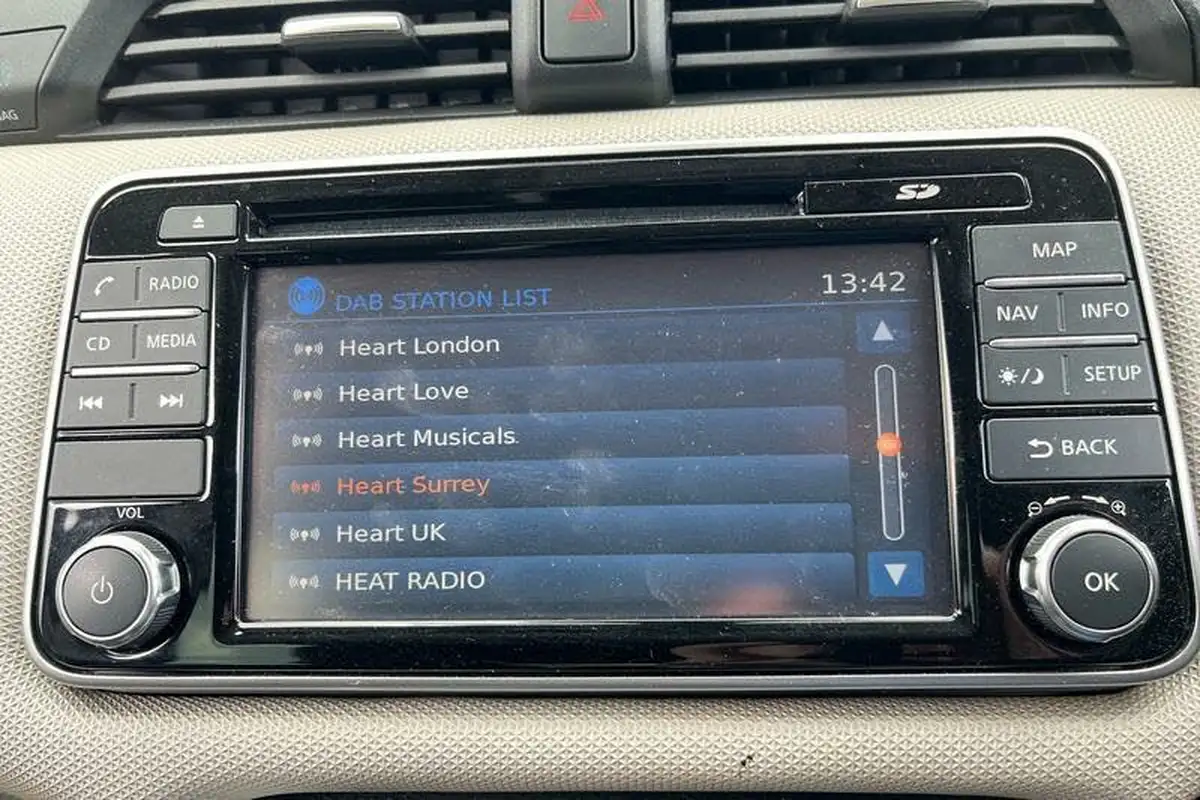 AG
SD
MAP
RADIO
DAB STATION LIST
13:42
NAV
INFO
CD
MEDIA
Heart London
Heart Love
SETUP
Heart Musicals
BACK
Heart Surrey
VOL
Heart UK
OK
HEAT RADIO